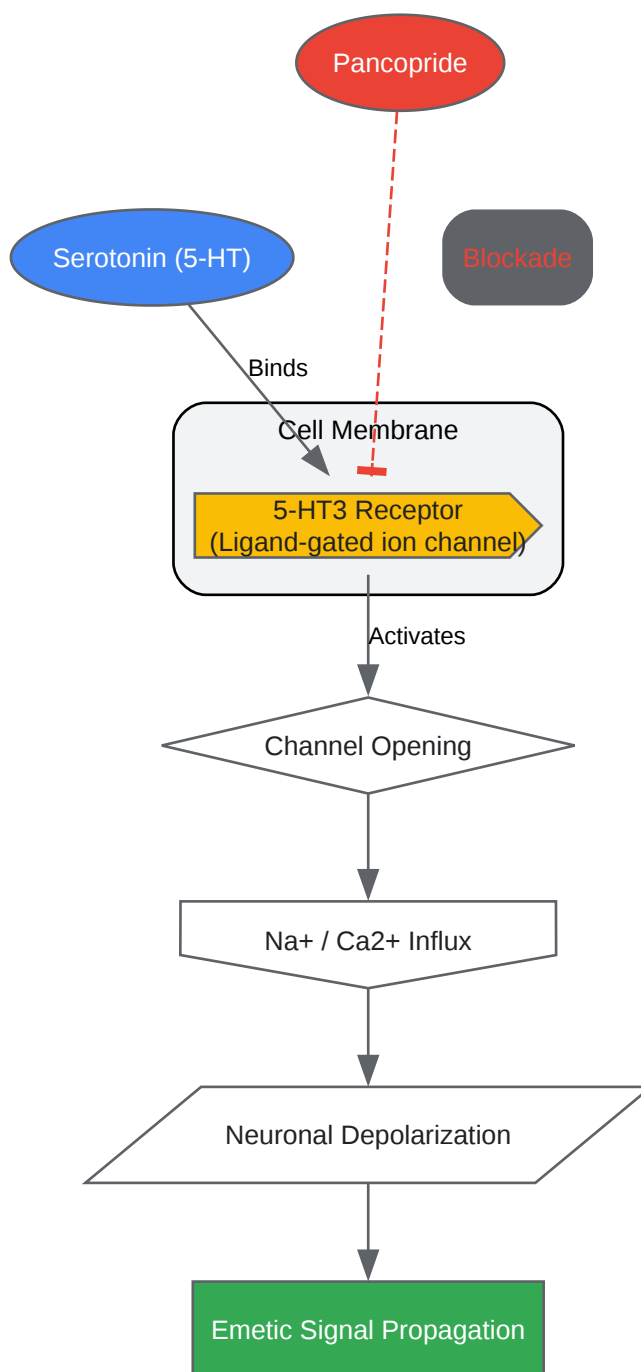 Pancopride
Serotonin (5-HT)
Blockade
Binds
Cell Membrane
5-HT3 Receptor
(Ligand-gated ion channel)
Activates
Channel Opening
Na+ / Ca2+ Influx
Neuronal Depolarization
Emetic Signal Propagation